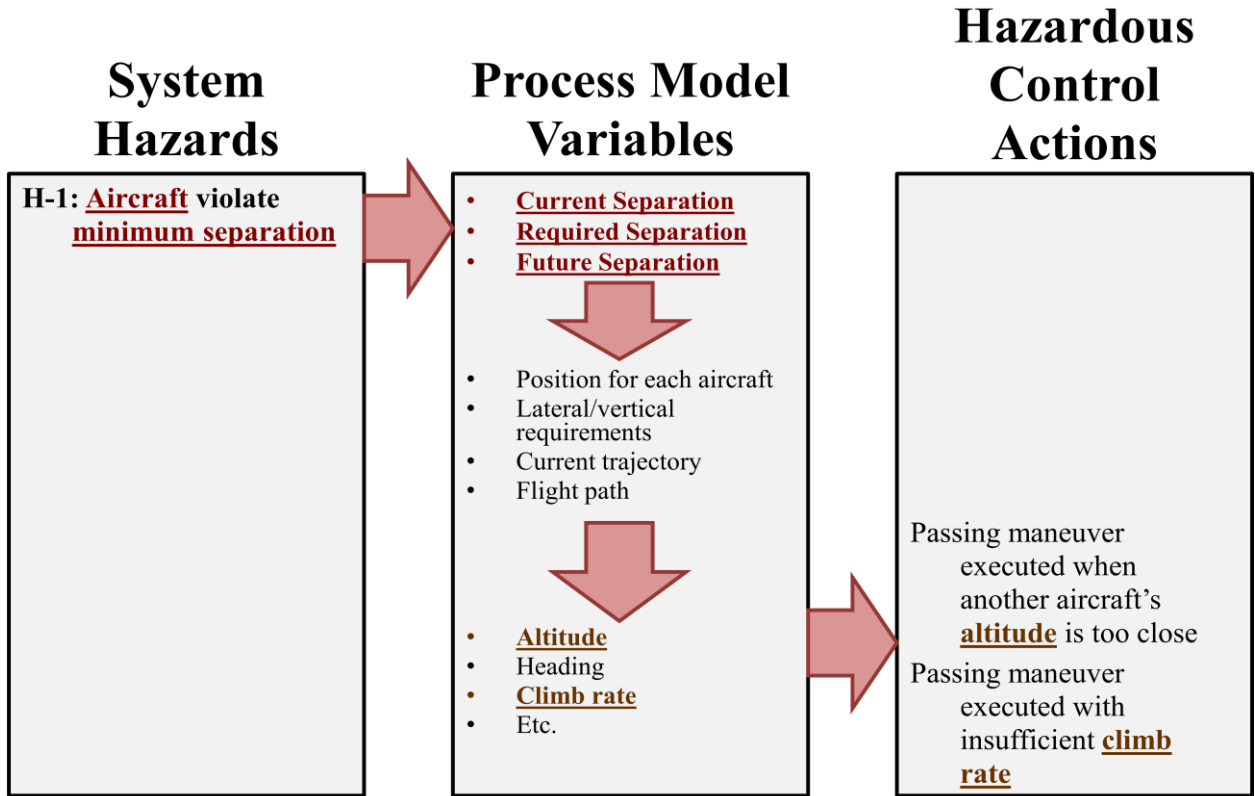 System
Hazards
Process Model
Variables
Hazardous
Control
Actions
H-1: Aircraft violate
minimum separation
• Current Separation
• Required Separation
• Future Separation
• Position for each aircraft
• Lateral/vertical
requirements
• Current trajectory
• Flight path
• Altitude
• Heading
• Climb rate
• Etc.
Passing maneuver
executed when
another aircraft’s
altitude is too close
Passing maneuver
executed with
insufficient climb
rate